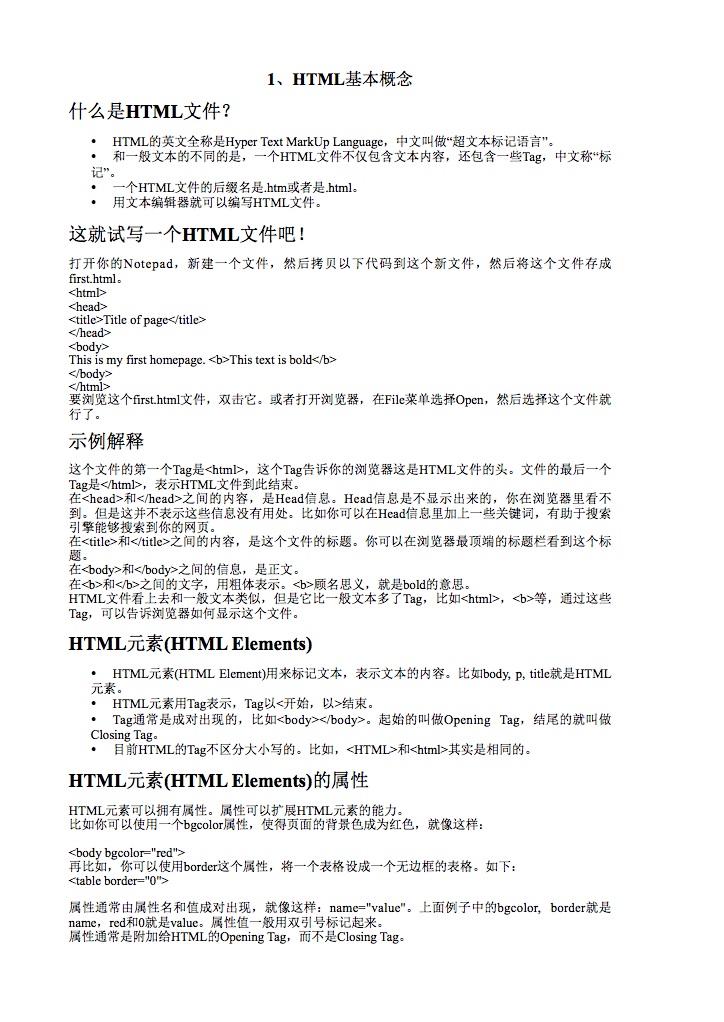 1、HTML基本概念
什么是HTML文件？
• HTML的英文全称是Hyper Text MarkUp Language，中文叫做“超文本标记语言”。
• 和一般文本的不同的是，一个HTML文件不仅包含文本内容，还包含一些Tag，中文称“标
记”。
• 一个HTML文件的后缀名是.htm或者是.html。
• 用文本编辑器就可以编写HTML文件。
这就试写一个HTML文件吧！
打开你的Notepad，新建一个文件，然后拷贝以下代码到这个新文件，然后将这个文件存成
first.html。
<html>
<head>
<title>Title of page</title>
</head>
<body>
This is my first homepage. <b>This text is bold</b>
</body>
</html>
要浏览这个first.html文件，双击它。或者打开浏览器，在File菜单选择Open，然后选择这个文件就
行了。
示例解释
这个文件的第一个Tag是<html>，这个Tag告诉你的浏览器这是HTML文件的头。文件的最后一个
Tag是</html>，表示HTML文件到此结束。
在<head>和</head>之间的内容，是Head信息。Head信息是不显示出来的，你在浏览器里看不
到。但是这并不表示这些信息没有用处。比如你可以在Head信息里加上一些关键词，有助于搜索
引擎能够搜索到你的网页。
在<title>和</title>之间的内容，是这个文件的标题。你可以在浏览器最顶端的标题栏看到这个标
题。
在<body>和</body>之间的信息，是正文。
在<b>和</b>之间的文字，用粗体表示。<b>顾名思义，就是bold的意思。
HTML文件看上去和一般文本类似，但是它比一般文本多了Tag，比如<html>，<b>等，通过这些
Tag，可以告诉浏览器如何显示这个文件。
HTML元素(HTML Elements)
• HTML元素(HTML Element)用来标记文本，表示文本的内容。比如body, p, title就是HTML
元素。
• HTML元素用Tag表示，Tag以<开始，以>结束。
• Tag通常是成对出现的，比如<body></body>。起始的叫做Opening Tag，结尾的就叫做
Closing Tag。
• 目前HTML的Tag不区分大小写的。比如，<HTML>和<html>其实是相同的。
HTML元素(HTML Elements)的属性
HTML元素可以拥有属性。属性可以扩展HTML元素的能力。
比如你可以使用一个bgcolor属性，使得页面的背景色成为红色，就像这样：
<body bgcolor="red">
再比如，你可以使用border这个属性，将一个表格设成一个无边框的表格。如下：
<table border="0">
属性通常由属性名和值成对出现，就像这样：name="value"。上面例子中的bgcolor, border就是
name，red和0就是value。属性值一般用双引号标记起来。
属性通常是附加给HTML的Opening Tag，而不是Closing Tag。